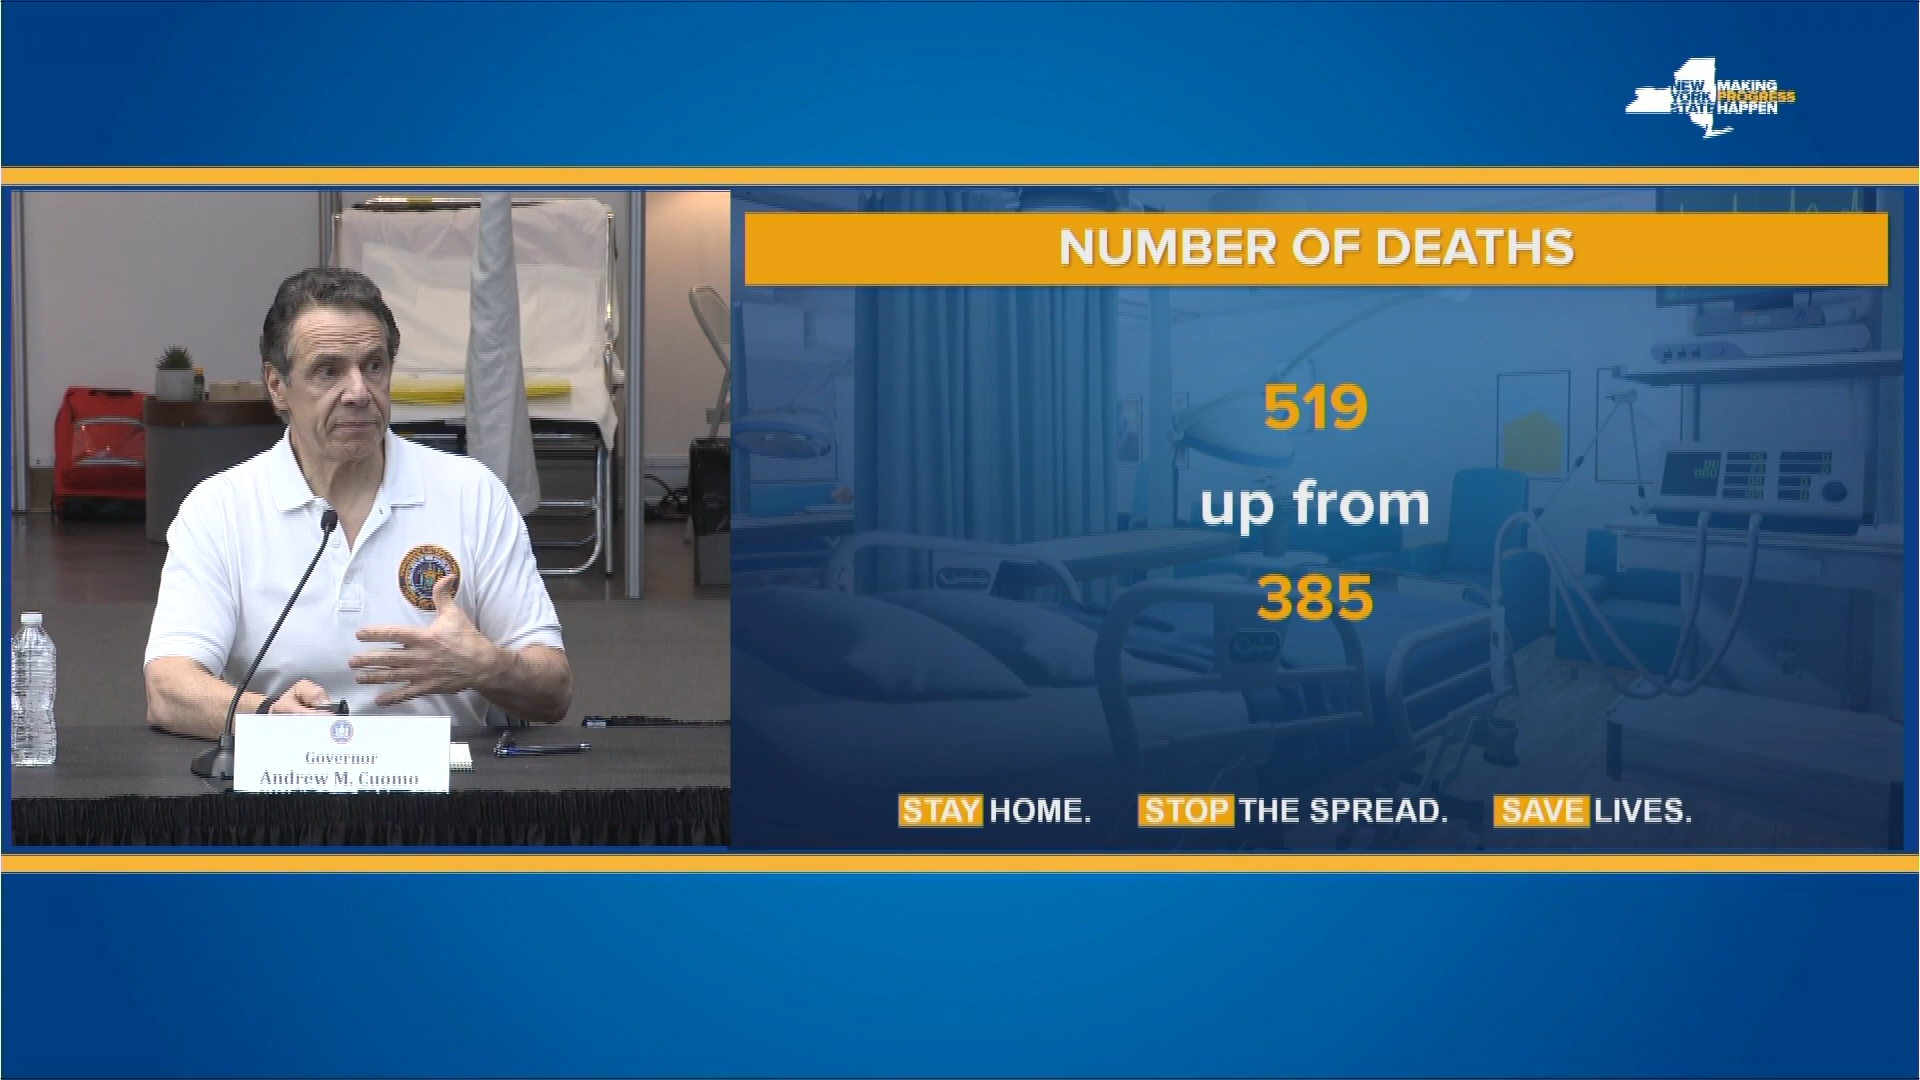 NEW
YORK
STATE
MAKING
PROGRESS
HAPPEN
NUMBER OF DEATHS
519
up from
385
STAY HOME. STOP THE SPREAD. SAVE LIVES.
Governor
Andrew M. Cuomo